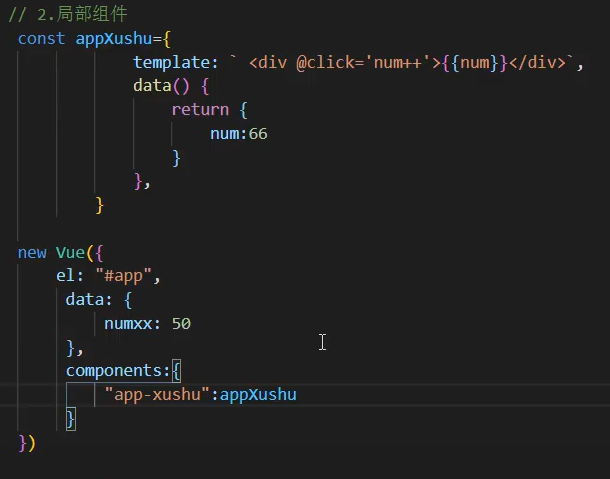 // 2.局部组件
const appXushu={
template: ` <div @click='num++'>{{num}}</div>`,
data() {
return {
num:66
}
},
}
new Vue({
el: "#app",
data: {
numxx: 50
},
components:{
"app-xushu":appXushu
}
})